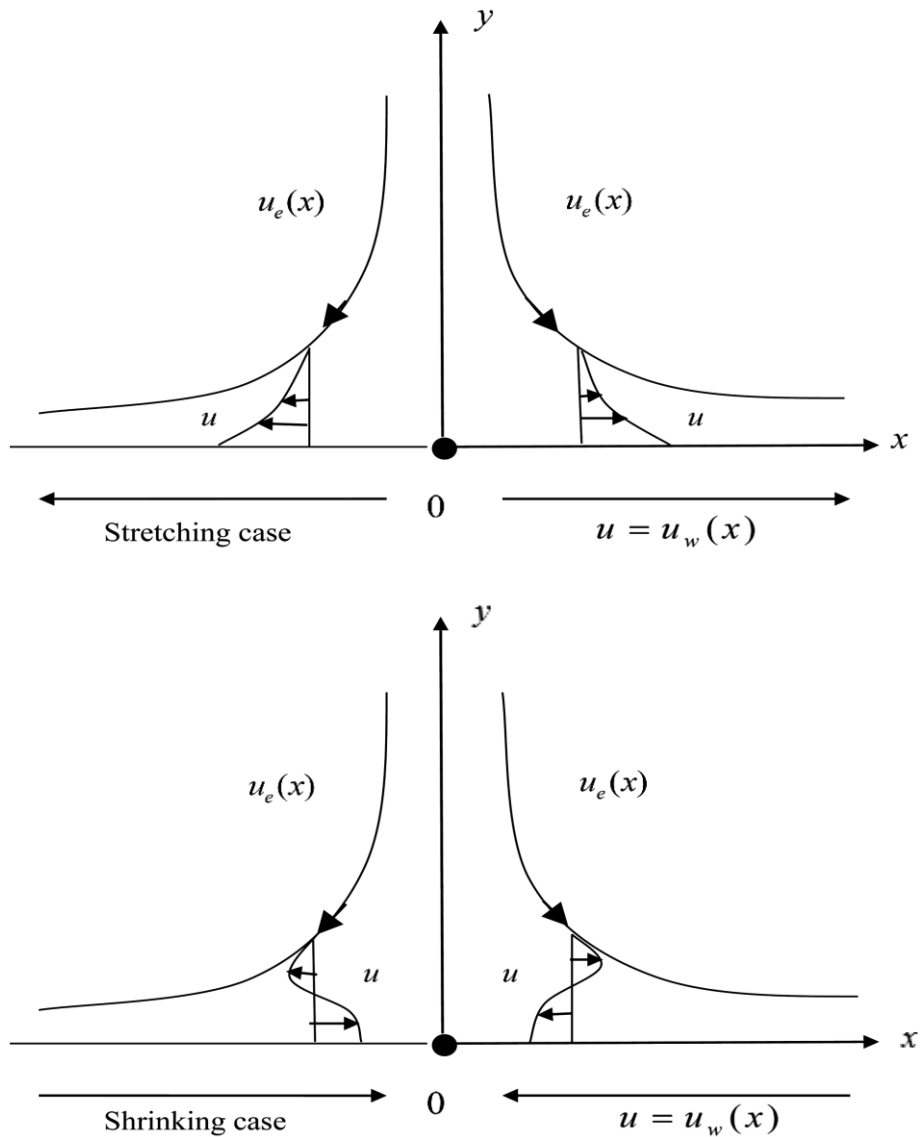 y
u_e(x) u_e(x)
u u
x
0
Stretching case u = u_w(x)
y
u_e(x) u_e(x)
u u
x
0
Shrinking case u = u_w(x)